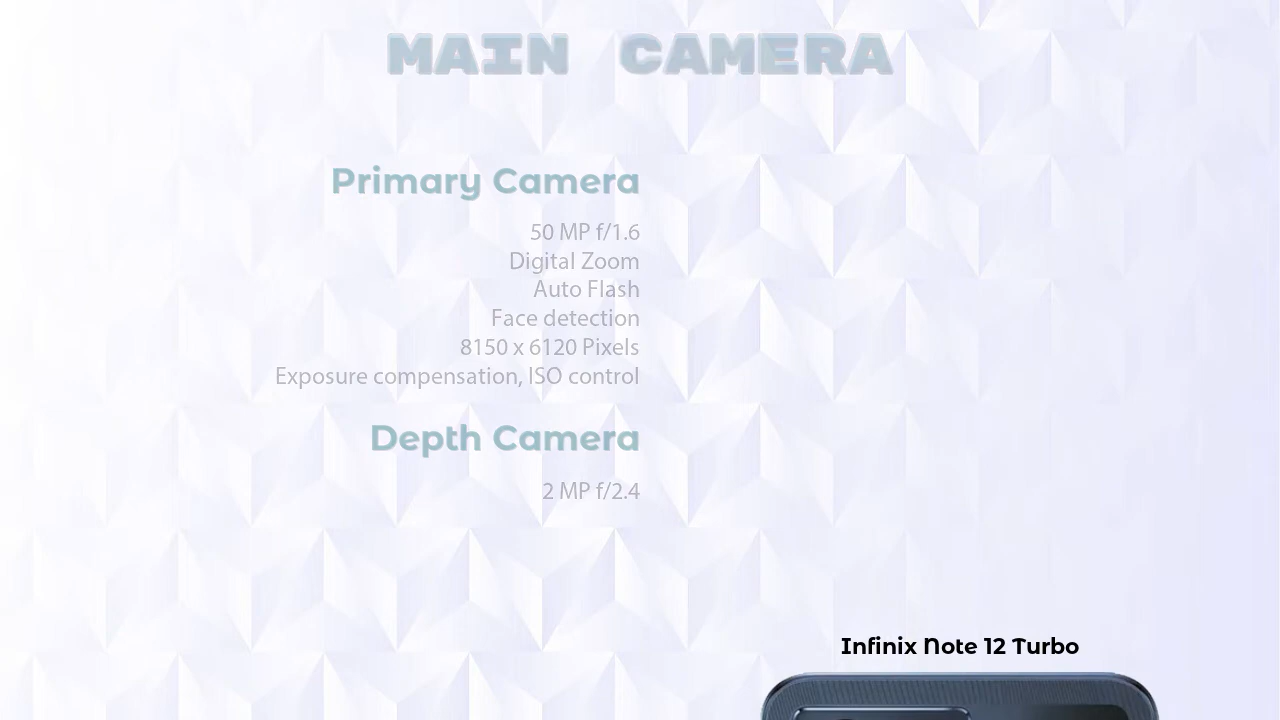 MAIN CAMERA
Primary Camera
50 MP f/1.6
Digital Zoom
Auto Flash
Face detection
8150 x 6120 Pixels
Exposure compensation, ISO control
Depth Camera
2 MP f/2.4
Infinix Note 12 Turbo